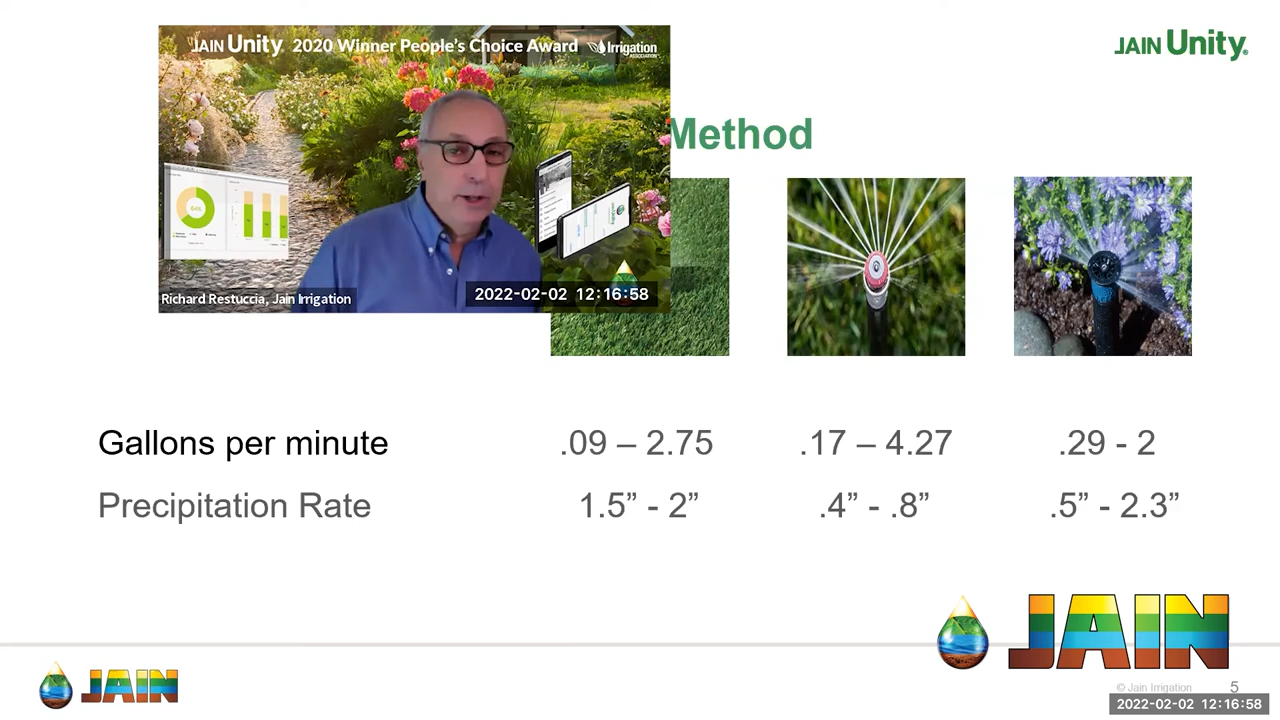 JAIN Unity 2020 Winner People's Choice Award Irrigation ASSOCIATION
JAIN Unity®
Method
64%
Richard Restuccia, Jain Irrigation
2022-02-02 12:16:58
Gallons per minute .09 – 2.75 .17 – 4.27 .29 - 2
Precipitation Rate 1.5” - 2” .4” - .8” .5” - 2.3”
JAIN
JAIN
© Jain Irrigation 5
2022-02-02 12:16:58